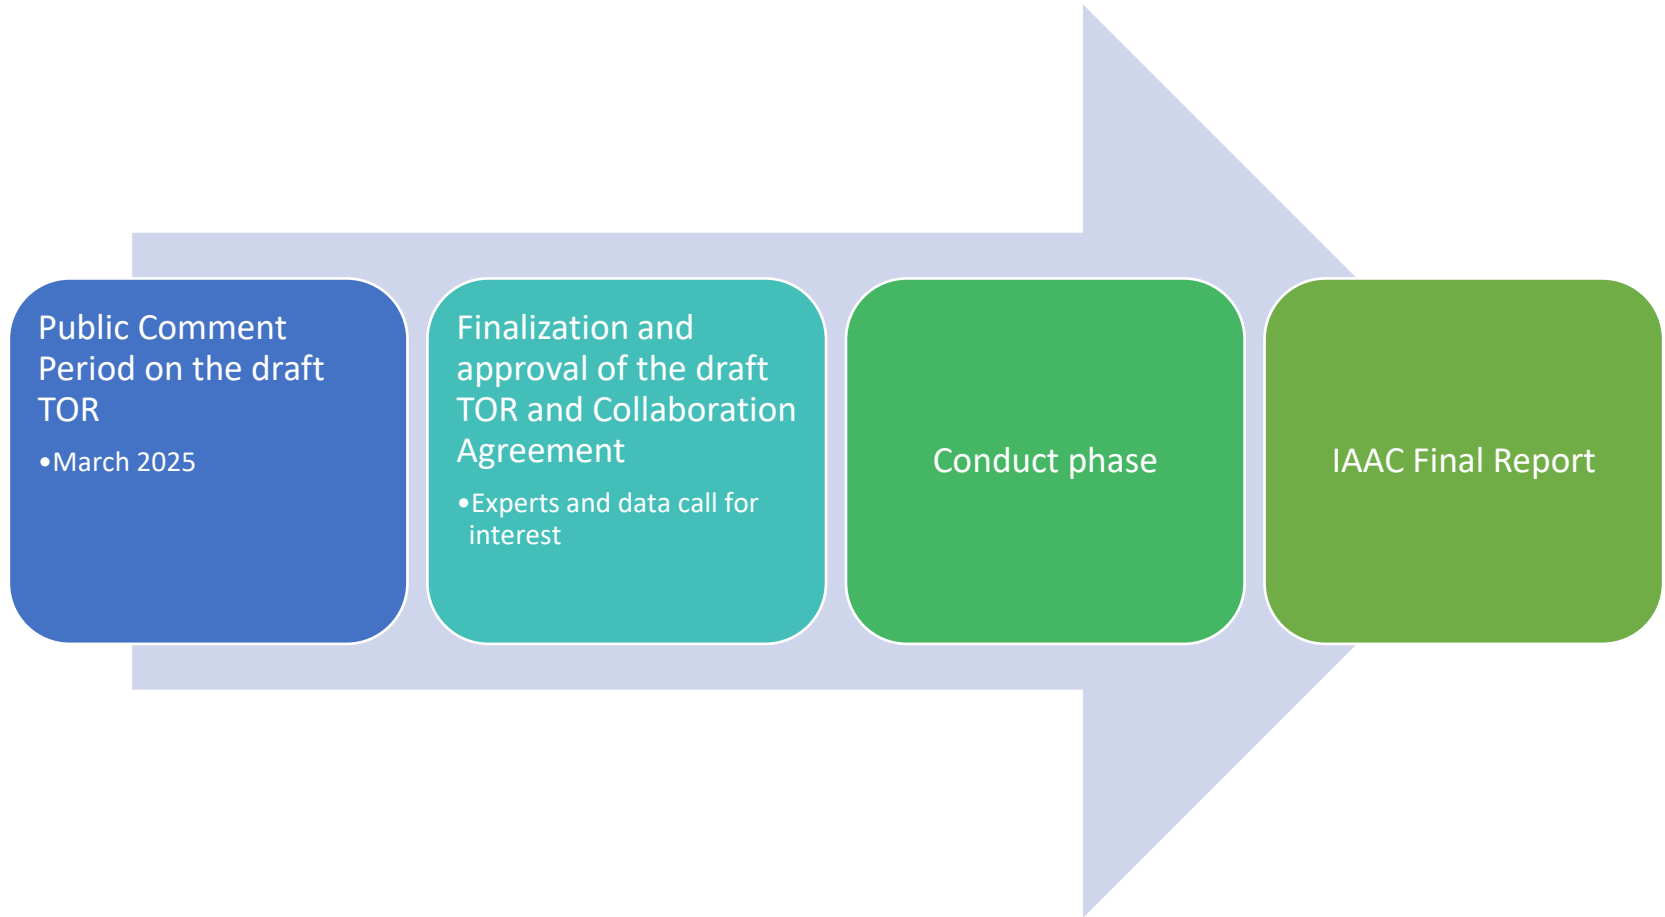 Public Comment
Period on the draft
TOR
•March 2025
Finalization and
approval of the draft
TOR and Collaboration
Agreement
•Experts and data call for
interest
Conduct phase
IAAC Final Report